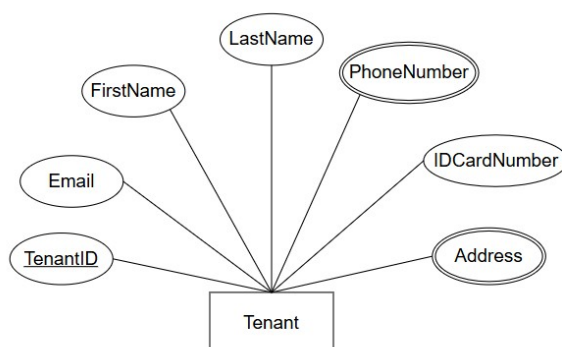 LastName
PhoneNumber
FirstName
IDCardNumber
Email
TenantID
Address
Tenant